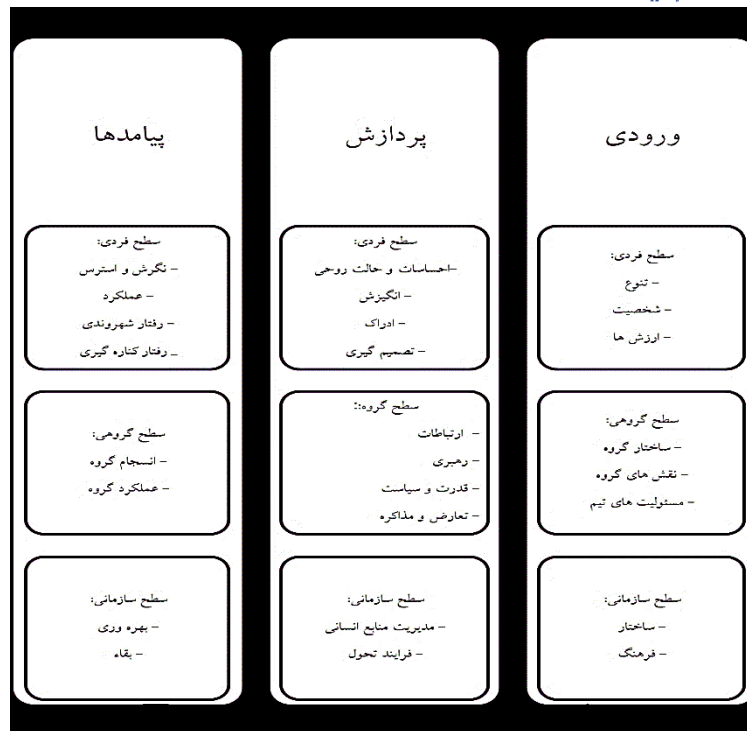 ورودی
سطح فردی:
– تنوع
– شخصیت
– ارزش ها
سطح گروهی:
– ساختار گروه
– نقش های گروه
– مسئولیت های تیم
سطح سازمانی:
– ساختار
– فرهنگ
پردازش
سطح فردی:
–احساسات و حالت روحی
– انگیزش
– ادراک
– تصمیم گیری
سطح گروه::
– ارتباطات
– رهبری
– قدرت و سیاست
– تعارض و مذاکره
سطح سازمانی:
– مدیریت منابع انسانی
– فرایند تحول
پیامدها
سطح فردی:
– نگرش و استرس
– عملکرد
– رفتار شهروندی
_ رفتار کناره گیری
سطح گروهی:
– انسجام گروه
– عملکرد گروه
سطح سازمانی:
– بهره وری
– بقاء